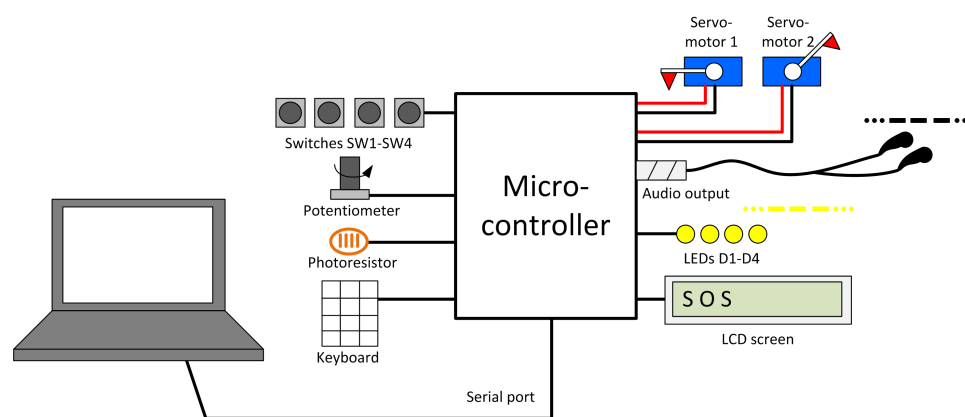 Servo-
motor 1
Servo-
motor 2
Switches SW1-SW4
Potentiometer
Photoresistor
Keyboard
Micro-
controller
Audio output
LEDs D1-D4
S O S
LCD screen
Serial port